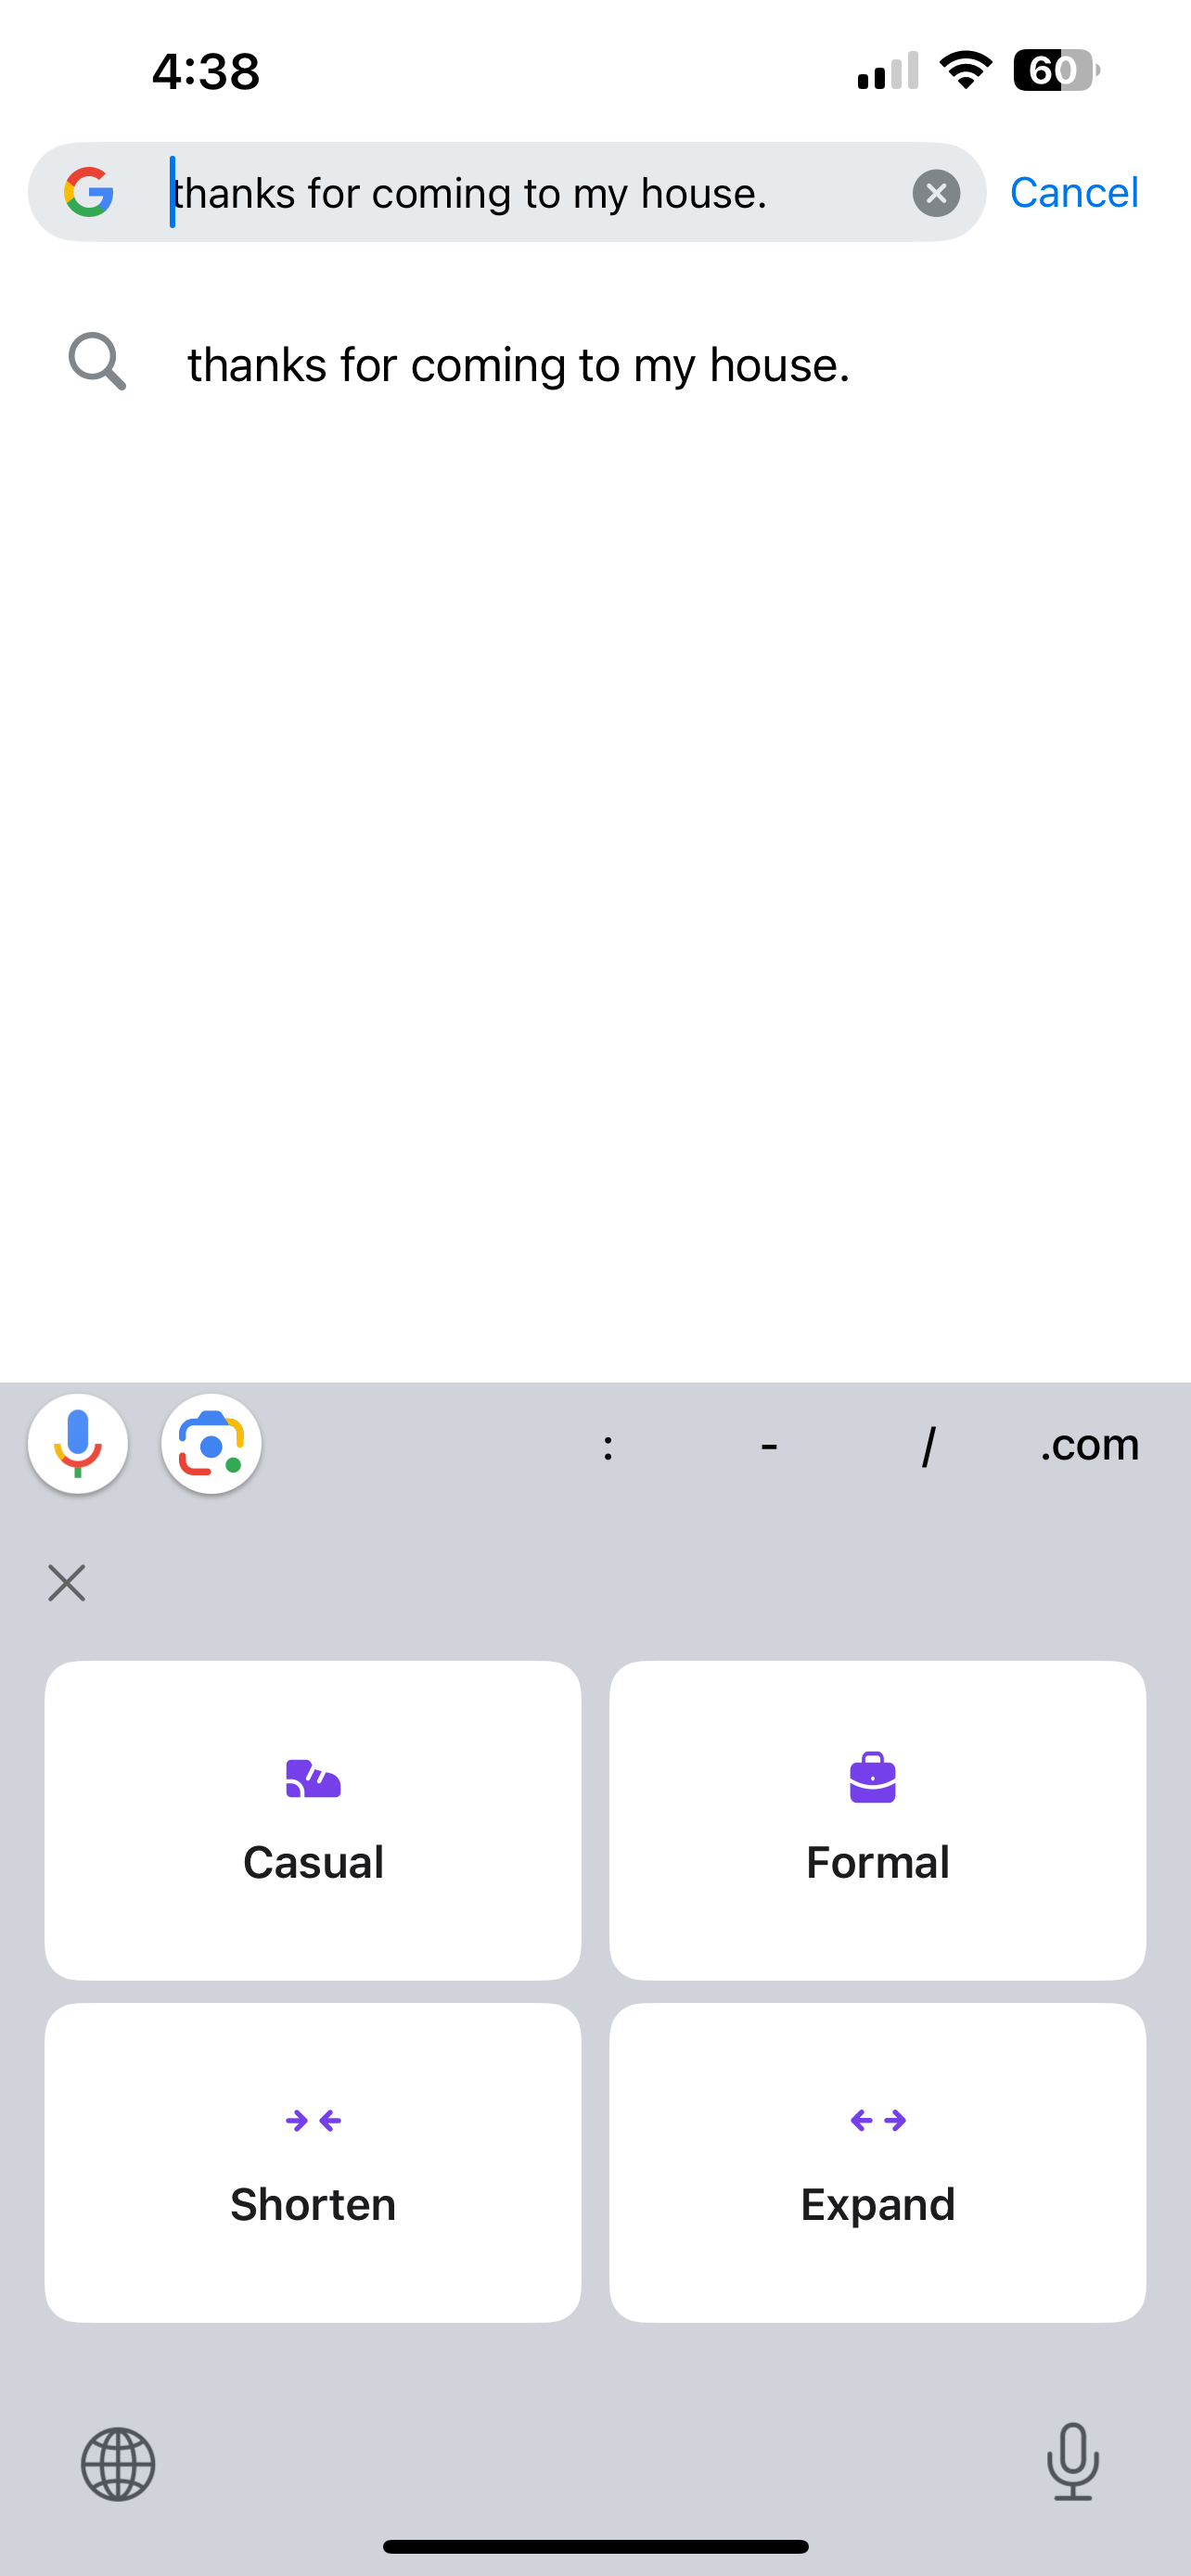 4:38
60
thanks for coming to my house.
Cancel
thanks for coming to my house.
: - / .com
Casual
Formal
Shorten
Expand